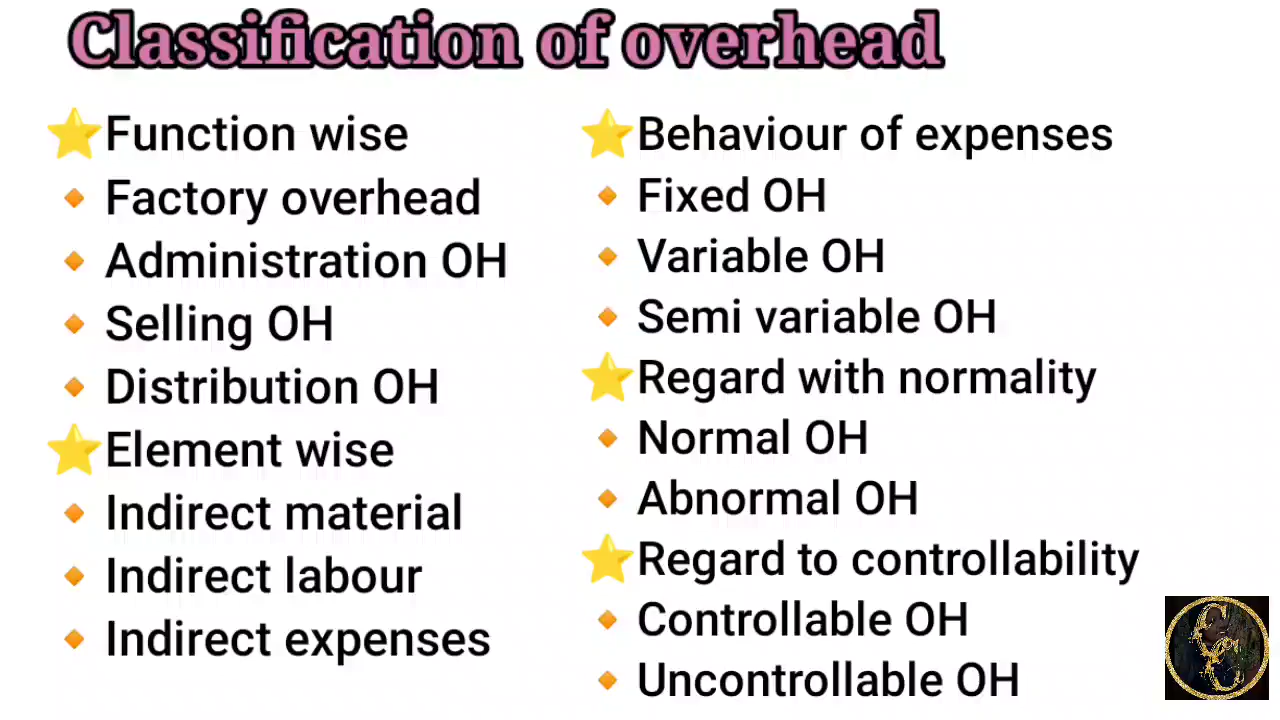 Classification of overhead
⭐Function wise
🔸Factory overhead
🔸Administration OH
🔸Selling OH
🔸Distribution OH
⭐Element wise
🔸Indirect material
🔸Indirect labour
🔸Indirect expenses
⭐Behaviour of expenses
🔸Fixed OH
🔸Variable OH
🔸Semi variable OH
⭐Regard with normality
🔸Normal OH
🔸Abnormal OH
⭐Regard to controllability
🔸Controllable OH
🔸Uncontrollable OH